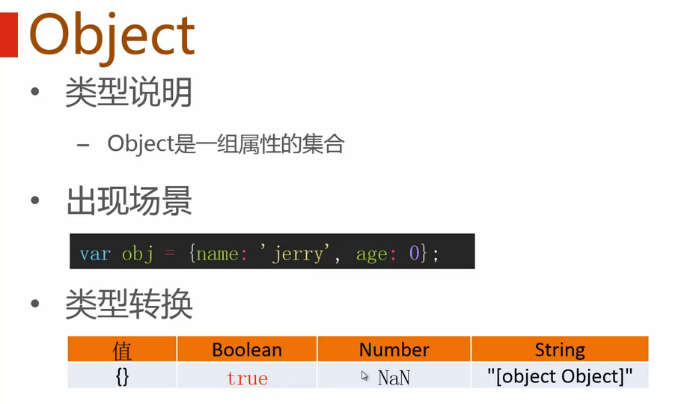 Object
• 类型说明
– Object是一组属性的集合
• 出现场景
var obj = {name: 'jerry', age: 0};
• 类型转换
值 Boolean Number String
{} true NaN "[object Object]"